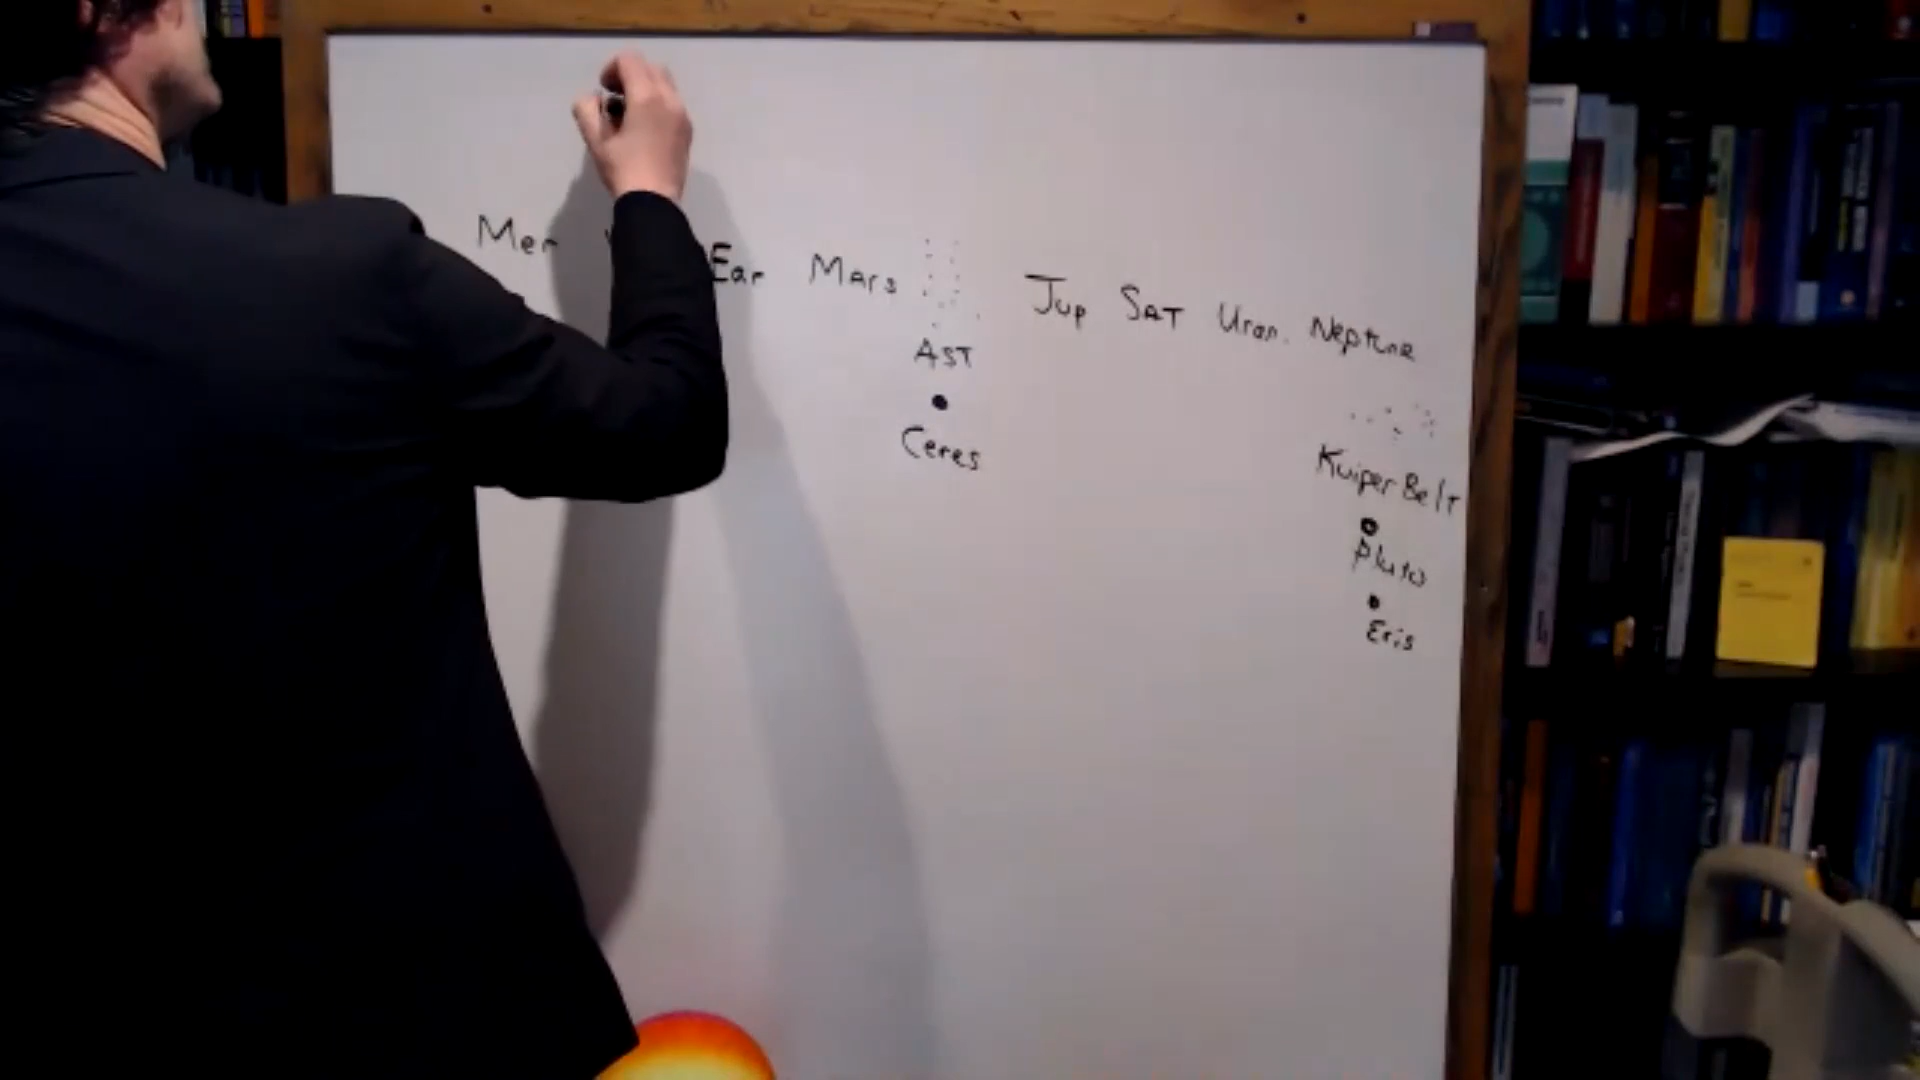 Mer Ear Mars Jup SAT Uran. Neptune
AST
Ceres
Kuiper Belt
Pluto
Eris